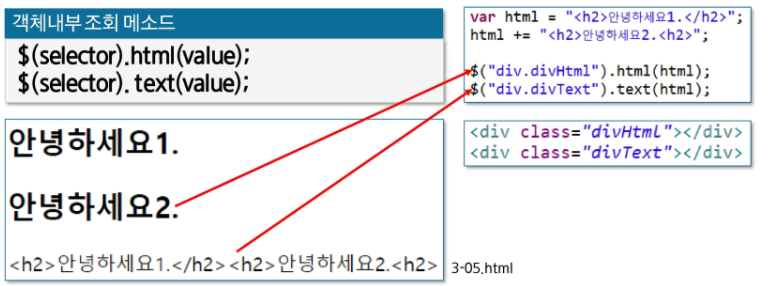 객체내부 조회 메소드
$(selector).html(value);
$(selector). text(value);
var html = "<h2>안녕하세요1.</h2>";
html += "<h2>안녕하세요2.<h2>";
$("div.divHtml").html(html);
$("div.divText").text(html);
<div class="divHtml"></div>
<div class="divText"></div>
안녕하세요1.
안녕하세요2.
<h2>안녕하세요1.</h2><h2>안녕하세요2.<h2>
3-05.html